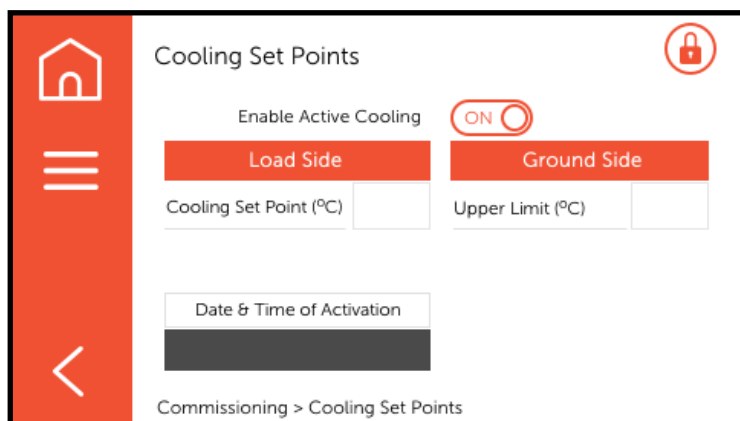 Cooling Set Points
Enable Active Cooling ON
Load Side Ground Side
Cooling Set Point (ºC) Upper Limit (ºC)
Date & Time of Activation
Commissioning > Cooling Set Points